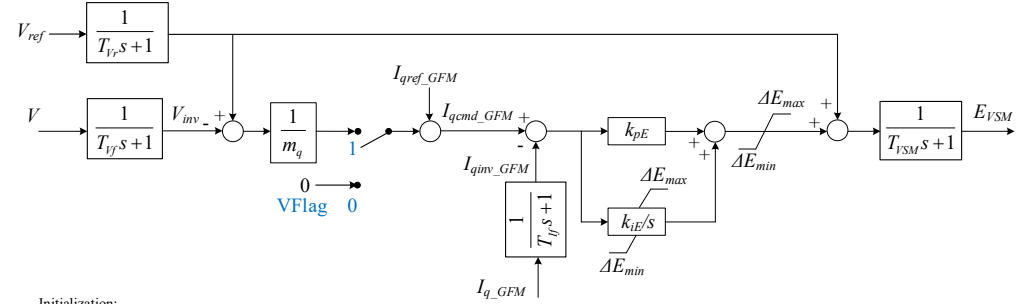 V_ref
1
T_Vr s + 1
V
1
T_Vf s + 1
V_inv
-
+
1
m_q
1
0
VFlag 0
I_qref_GFM
I_qcmd_GFM
+
-
I_qinv_GFM
1
T_If s + 1
I_q_GFM
k_pE
k_iE/s
ΔE_max
ΔE_min
+
+
ΔE_max
ΔE_min
+
+
1
T_VSM s + 1
E_VSM
Initialization: